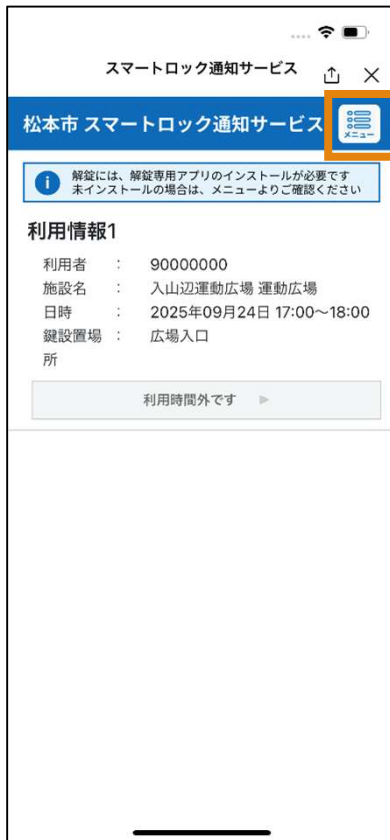 スマートロック通知サービス
松本市 スマートロック通知サービス
メニュー
解錠には、解錠専用アプリのインストールが必要です
未インストールの場合は、メニューよりご確認ください
利用情報1
利用者 : 90000000
施設名 : 入山辺運動広場 運動広場
日時 : 2025年09月24日 17:00～18:00
鍵設置場 : 広場入口
所
利用時間外です ▶